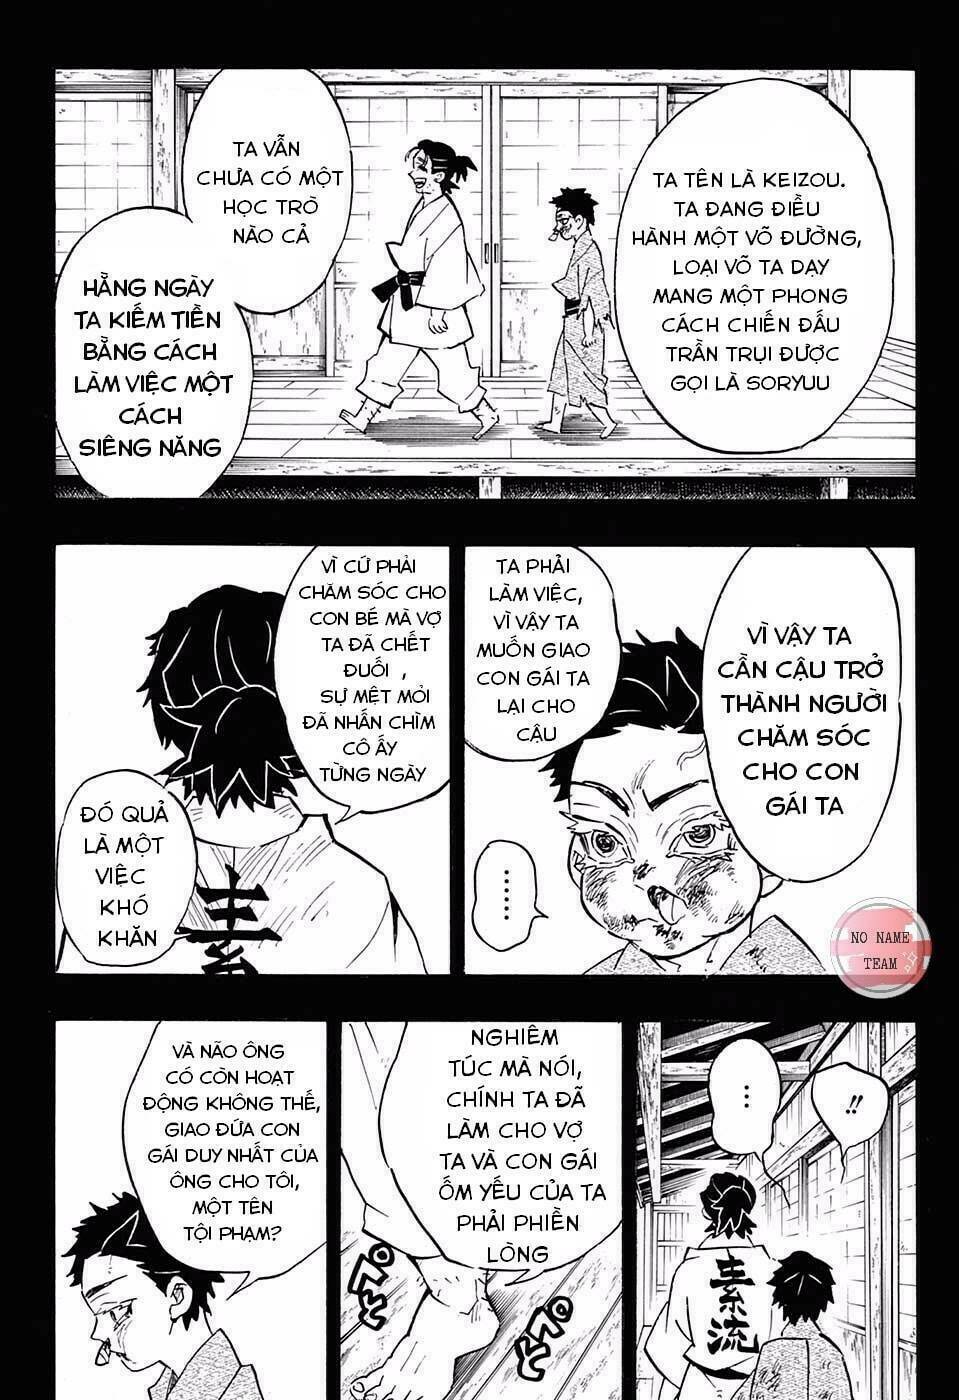 TA TÊN LÀ KEIZOU.
TA ĐANG ĐIỀU
HÀNH MỘT VÕ ĐƯỜNG,
LOẠI VÕ TA DẠY
MANG MỘT PHONG
CÁCH CHIẾN ĐẤU
TRẦN TRỤI ĐƯỢC
GỌI LÀ SORYUU
TA VẪN
CHƯA CÓ MỘT
HỌC TRÒ
NÀO CẢ
HẰNG NGÀY
TA KIẾM TIỀN
BẰNG CÁCH
LÀM VIỆC MỘT
CÁCH
SIÊNG NĂNG
VÌ VẬY TA
CẦN CẬU TRỞ
THÀNH NGƯỜI
CHĂM SÓC
CHO CON
GÁI TA
TA PHẢI
LÀM VIỆC,
VÌ VẬY TA
MUỐN GIAO
CON GÁI TA
LẠI CHO
CẬU
......
VÌ CỨ PHẢI
CHĂM SÓC CHO
CON BÉ MÀ VỢ
TA ĐÃ CHẾT
ĐUỐI ,
SỰ MỆT MỎI
ĐÃ NHẤN CHÌM
CÔ ẤY
TỪNG NGÀY
ĐÓ QUẢ
LÀ MỘT
VIỆC
KHÓ
KHĂN
素
NO NAME
TEAM
!!
...
素流
NGHIÊM
TÚC MÀ NÓI,
CHÍNH TA ĐÃ
LÀM CHO VỢ
TA VÀ CON GÁI
ỐM YẾU CỦA TA
PHẢI PHIỀN
LÒNG
ペた
ペた
VÀ NÃO ÔNG
CÓ CÒN HOẠT
ĐỘNG KHÔNG THẾ,
GIAO ĐỨA CON
GÁI DUY NHẤT CỦA
ÔNG CHO TÔI,
MỘT TÊN
TỘI PHẠM?